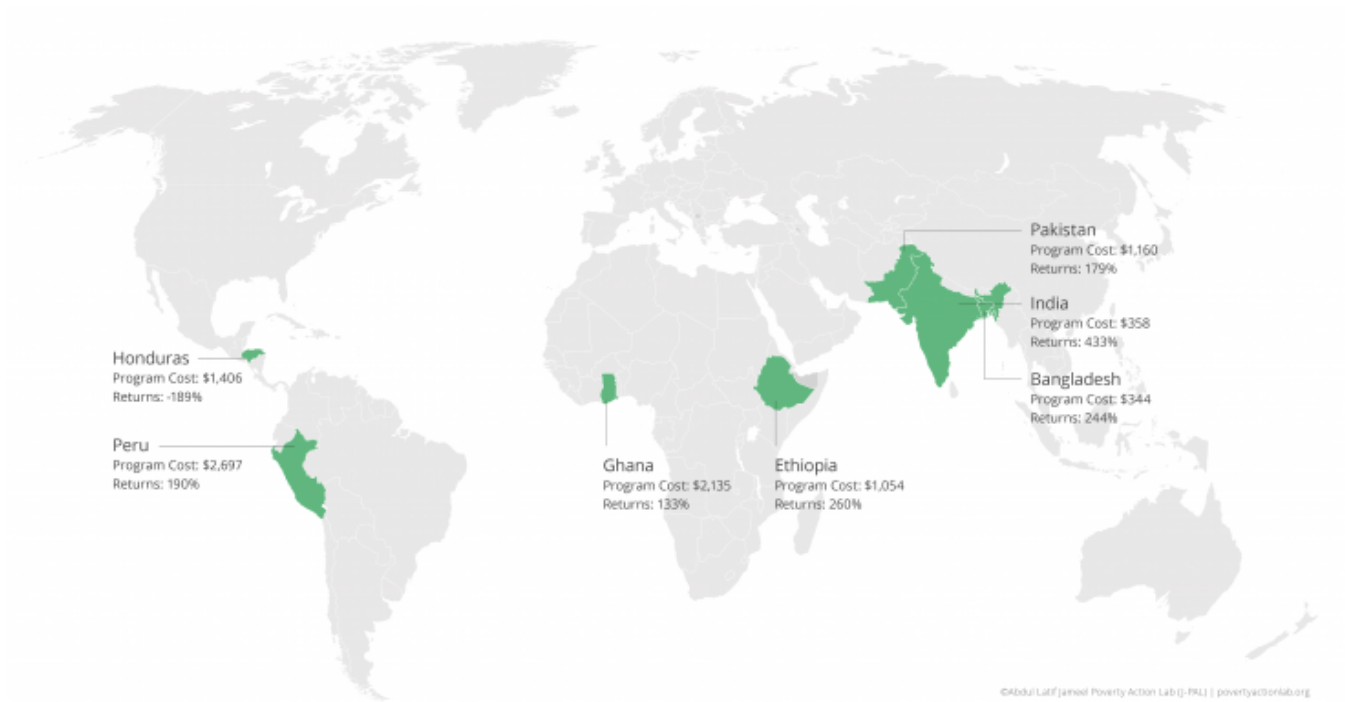 Pakistan
Program Cost: $1,160
Returns: 179%
India
Program Cost: $358
Returns: 433%
Bangladesh
Program Cost: $344
Returns: 244%
Honduras
Program Cost: $1,406
Returns: -189%
Peru
Program Cost: $2,697
Returns: 190%
Ghana
Program Cost: $2,135
Returns: 133%
Ethiopia
Program Cost: $1,054
Returns: 260%
©Abdul Latif Jameel Poverty Action Lab (J-PAL) | povertyactionlab.org